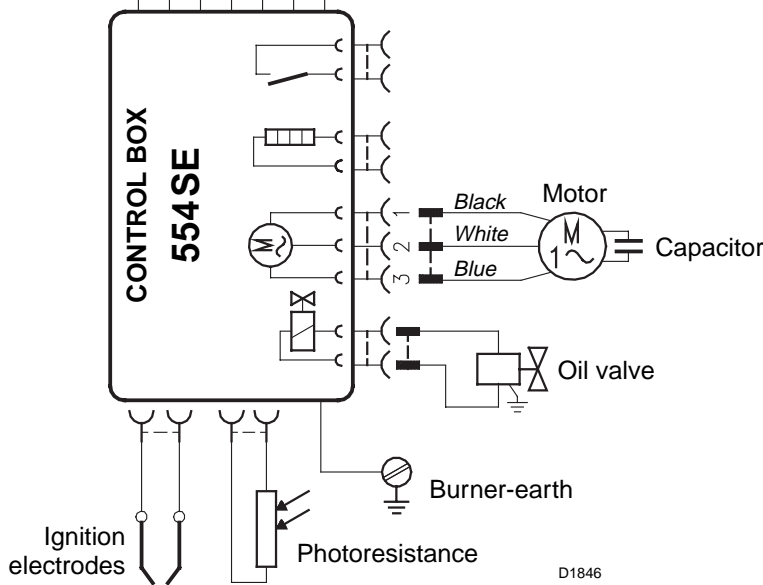 CONTROL BOX
554SE
1
Black
Motor
2
White
M
1
Capacitor
3
Blue
M
Oil valve
Burner-earth
Ignition
electrodes
Photoresistance
D1846